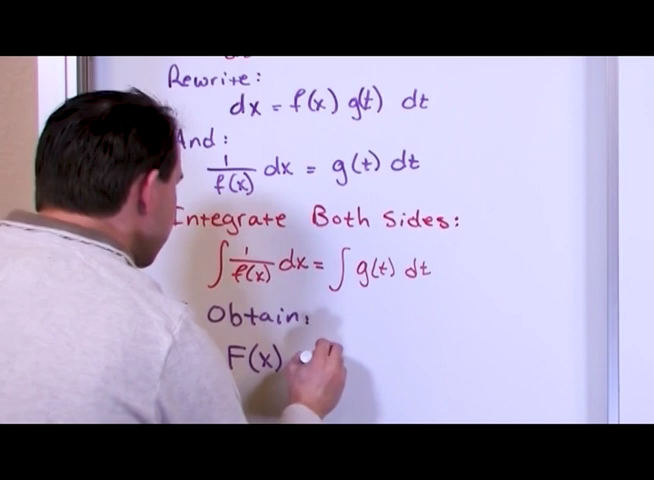 Rewrite:
dx = f(x) g(t) dt
And:
1/f(x) dx = g(t) dt
Integrate Both Sides:
∫ 1/f(x) dx = ∫ g(t) dt
Obtain:
F(x)